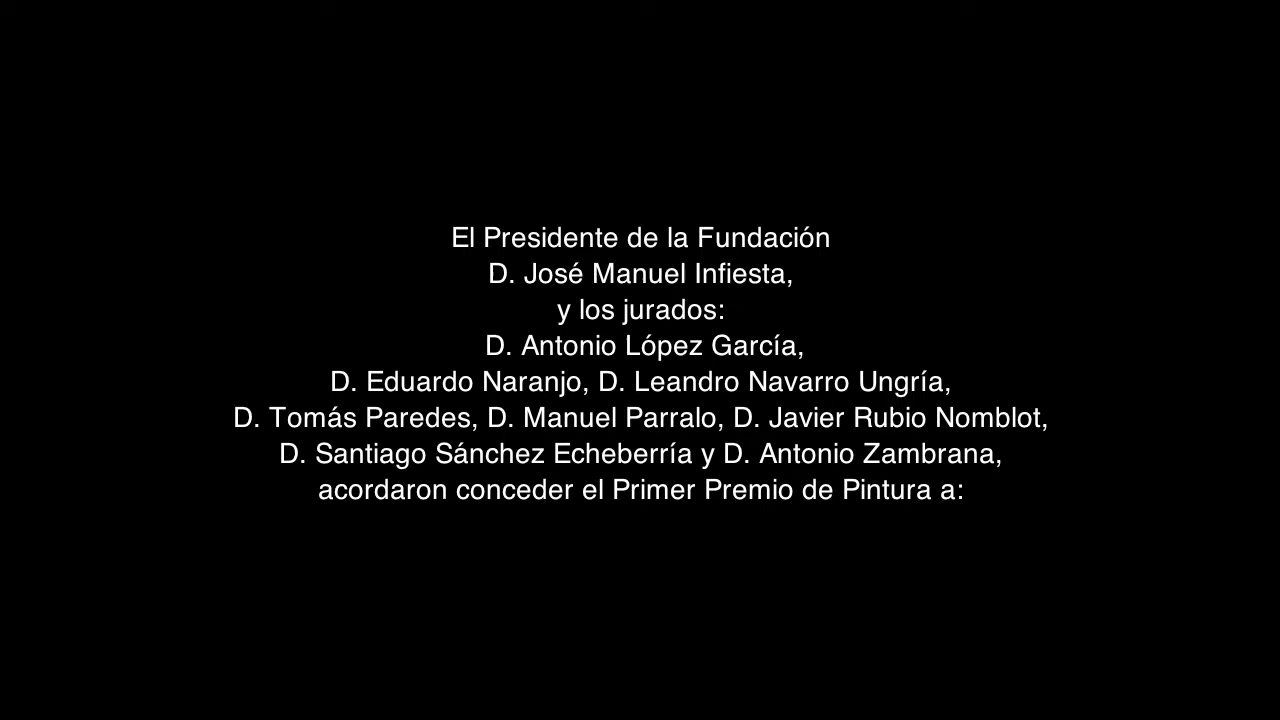 El Presidente de la Fundación
D. José Manuel Infiesta,
y los jurados:
D. Antonio López García,
D. Eduardo Naranjo, D. Leandro Navarro Ungría,
D. Tomás Paredes, D. Manuel Parralo, D. Javier Rubio Nomblot,
D. Santiago Sánchez Echeberría y D. Antonio Zambrana,
acordaron conceder el Primer Premio de Pintura a: